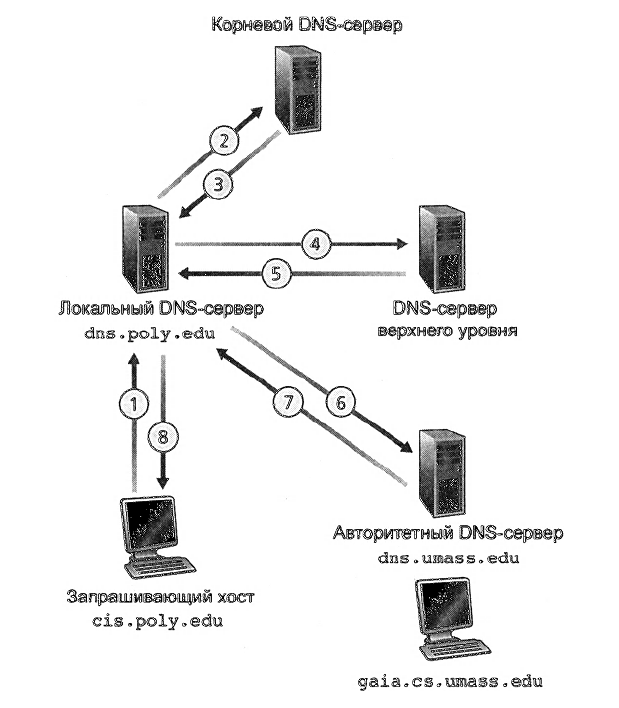 Корневой DNS-сервер
2
3
4
5
Локальный DNS-сервер
dns.poly.edu
DNS-сервер
верхнего уровня
1
8
7
6
Авторитетный DNS-сервер
dns.umass.edu
Запрашивающий хост
cis.poly.edu
gaia.cs.umass.edu